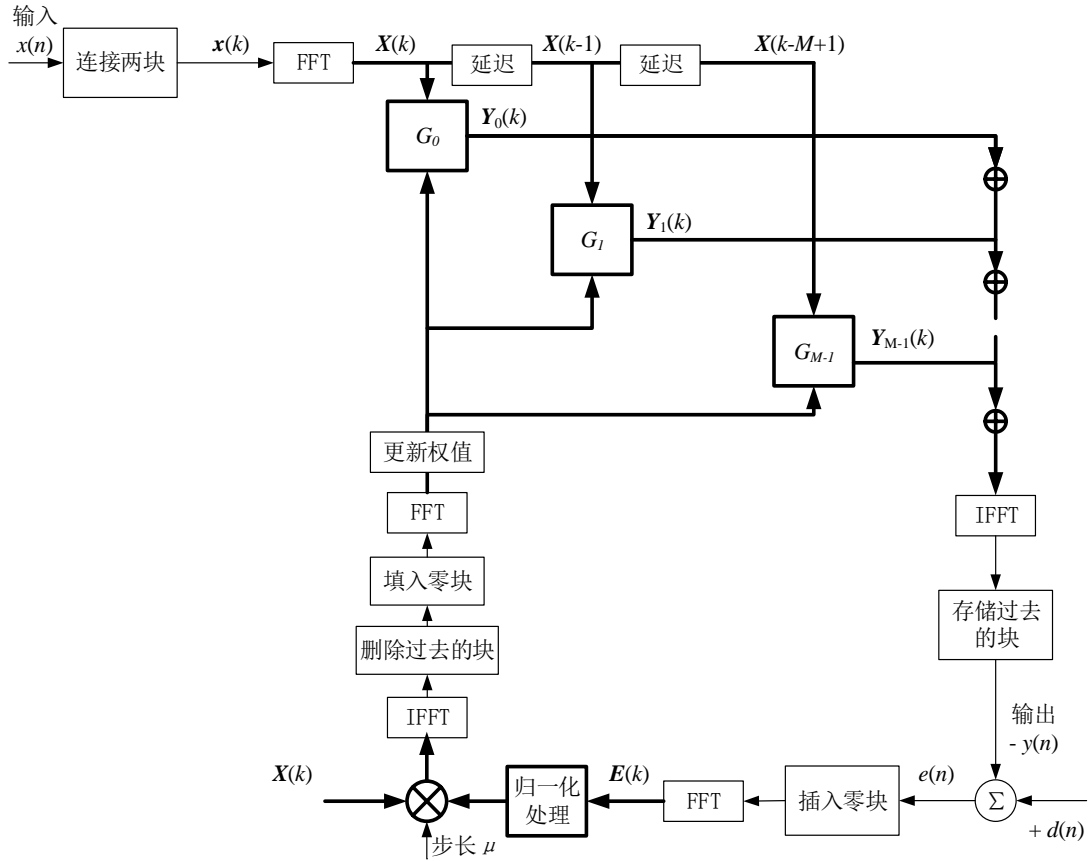 输入
x(n)
连接两块
x(k)
FFT
X(k)
延迟
X(k-1)
延迟
X(k-M+1)
G0
Y0(k)
G1
Y1(k)
GM-1
YM-1(k)
更新权值
FFT
填入零块
删除过去的块
IFFT
IFFT
存储过去
的块
输出
- y(n)
X(k)
归一化
处理
E(k)
FFT
插入零块
e(n)
Σ
+ d(n)
步长 μ